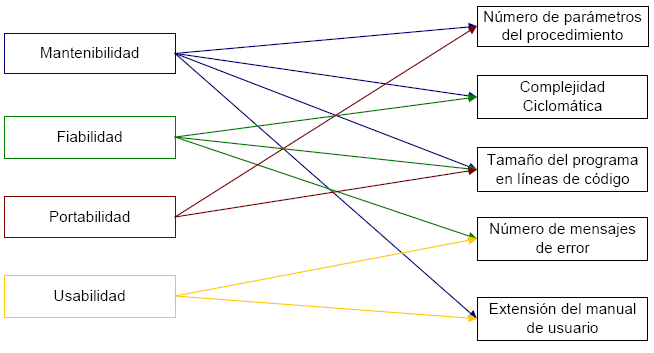 Mantenibilidad
Fiabilidad
Portabilidad
Usabilidad
Número de parámetros
del procedimiento
Complejidad
Ciclomática
Tamaño del programa
en líneas de código
Número de mensajes
de error
Extensión del manual
de usuario